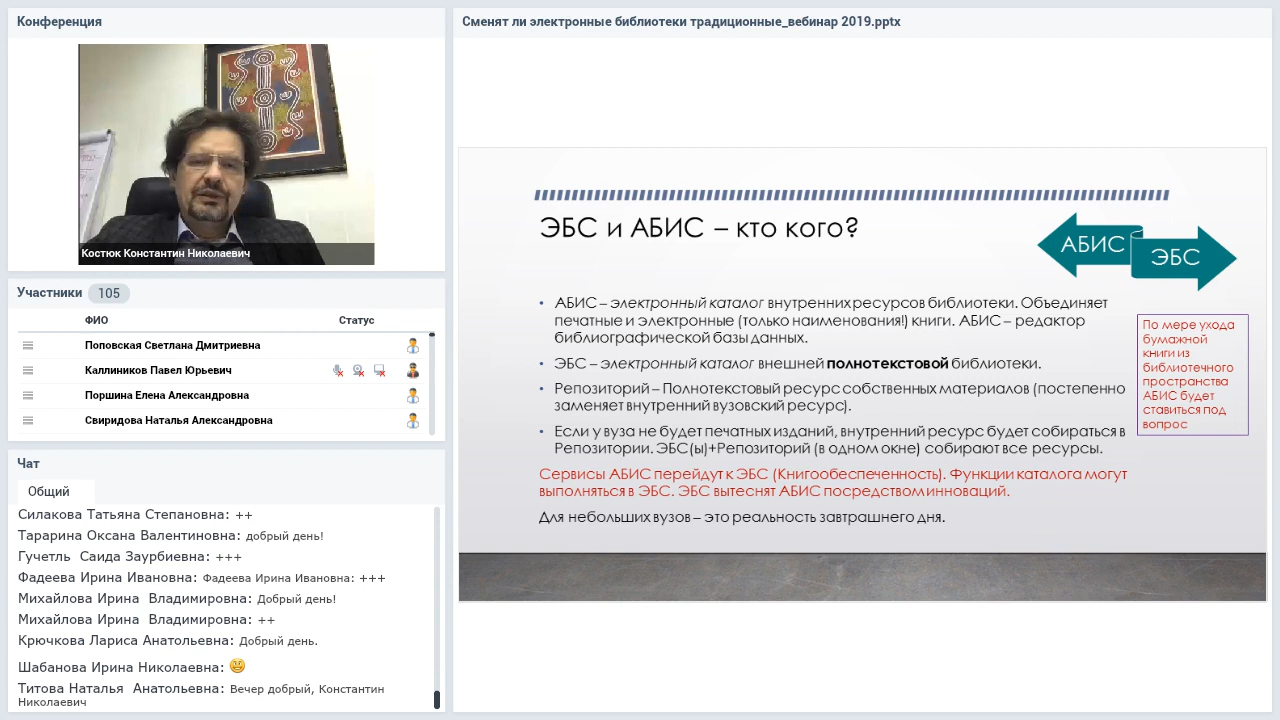 Конференция
Костюк Константин Николаевич
Участники 105
ФИО Статус
Поповская Светлана Дмитриевна
Каллиников Павел Юрьевич
Поршина Елена Александровна
Свиридова Наталья Александровна
Чат
Общий
Силакова Татьяна Степановна: ++
Тарарина Оксана Валентиновна: добрый день!
Гучетль Саида Заурбиевна: +++
Фадеева Ирина Ивановна: Фадеева Ирина Ивановна: +++
Михайлова Ирина Владимировна: Добрый день!
Михайлова Ирина Владимировна: ++
Крючкова Лариса Анатольевна: Добрый день.
Шабанова Ирина Николаевна:
Титова Наталья Анатольевна: Вечер добрый, Константин
Николаевич
Сменят ли электронные библиотеки традиционные_вебинар 2019.pptx
ЭБС и АБИС – кто кого?
АБИС
ЭБС
• АБИС – электронный каталог внутренних ресурсов библиотеки. Объединяет
печатные и электронные (только наименования!) книги. АБИС – редактор
библиографической базы данных.
• ЭБС – электронный каталог внешней полнотекстовой библиотеки.
• Репозиторий – Полнотекстовый ресурс собственных материалов (постепенно
заменяет внутренний вузовский ресурс).
• Если у вуза не будет печатных изданий, внутренний ресурс будет собираться в
Репозитории. ЭБС(ы)+Репозиторий (в одном окне) собирают все ресурсы.
Сервисы АБИС перейдут к ЭБС (Книгообеспеченность). Функции каталога могут
выполняться в ЭБС. ЭБС вытеснят АБИС посредством инноваций.
Для небольших вузов – это реальность завтрашнего дня.
По мере ухода
бумажной
книги из
библиотечного
пространства
АБИС будет
ставиться под
вопрос